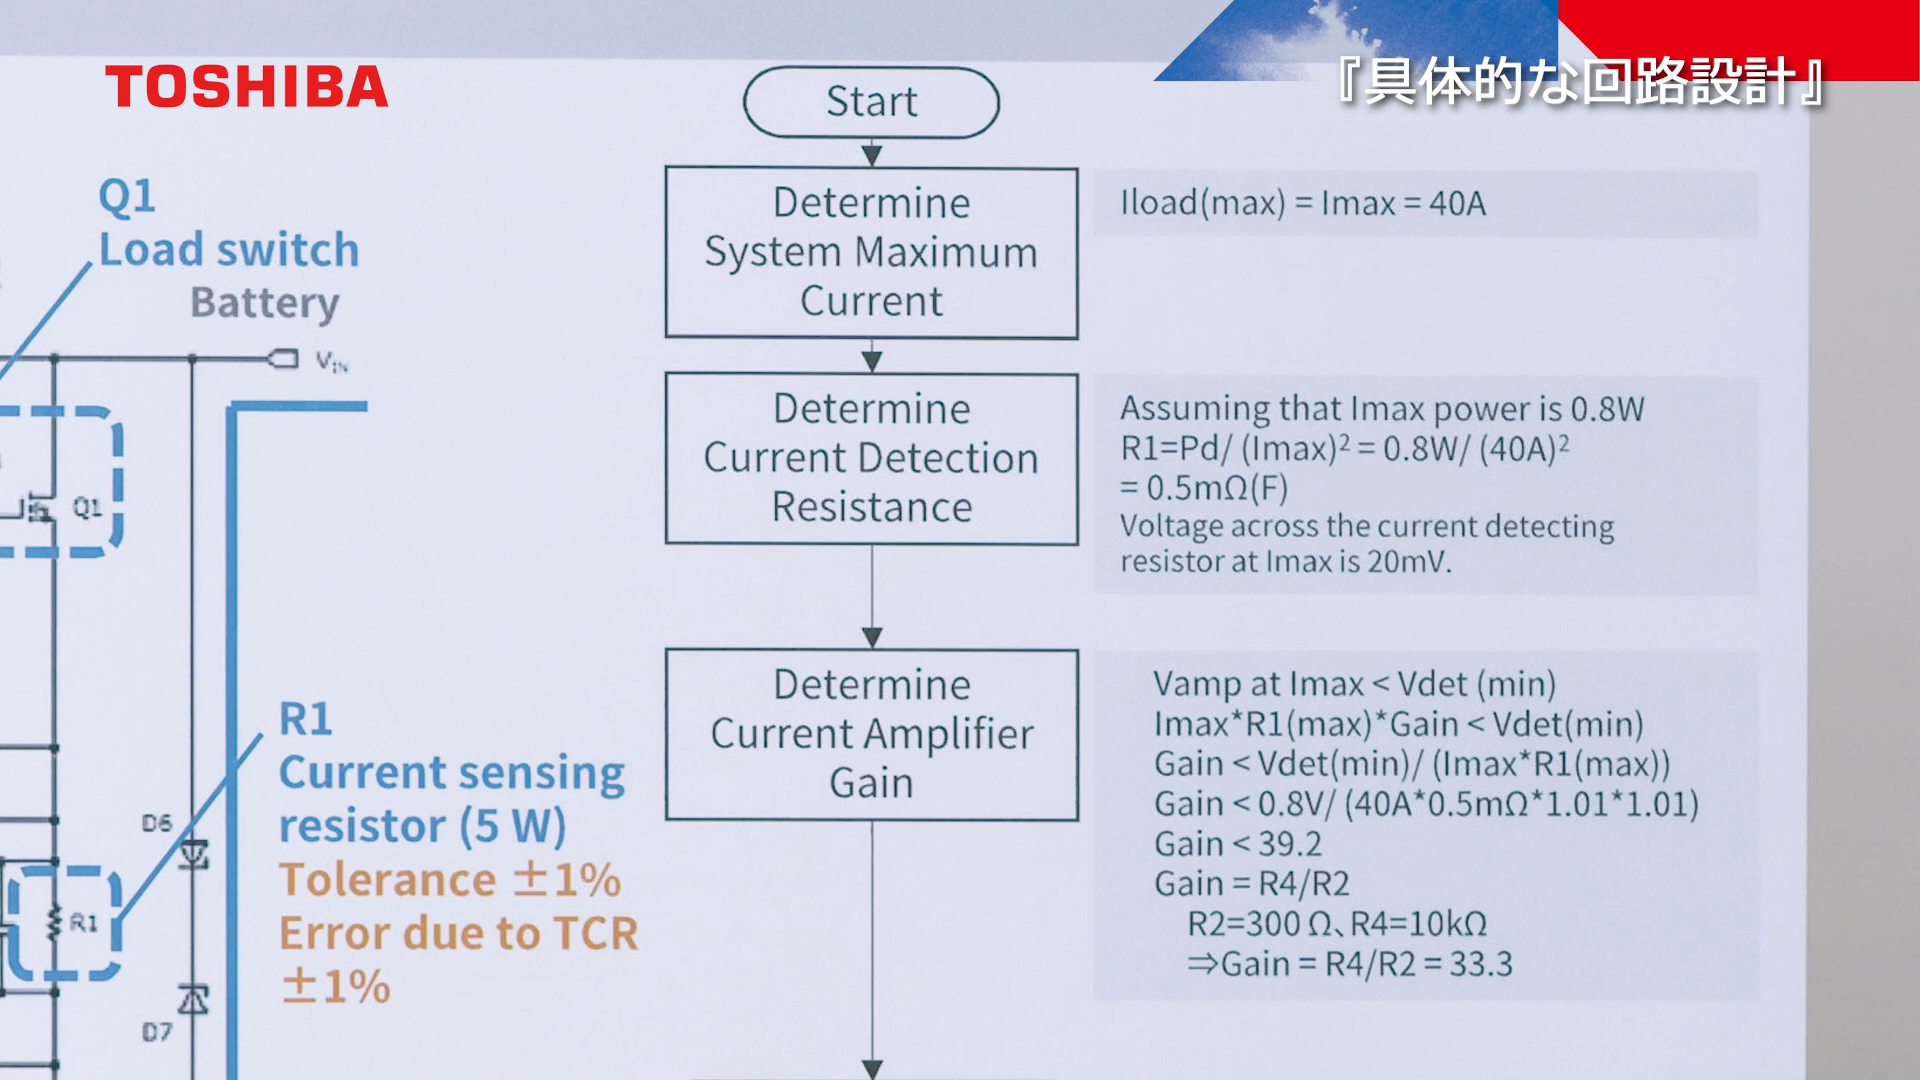 TOSHIBA
『具体的な回路設計』
Q1
Load switch
Battery
VIN
Q1
R1
Current sensing
resistor (5 W)
Tolerance ±1%
Error due to TCR
±1%
D6
R1
D7
Start
Determine
System Maximum
Current
Iload(max) = Imax = 40A
Determine
Current Detection
Resistance
Assuming that Imax power is 0.8W
R1=Pd/ (Imax)² = 0.8W/ (40A)²
= 0.5mΩ(F)
Voltage across the current detecting
resistor at Imax is 20mV.
Determine
Current Amplifier
Gain
Vamp at Imax < Vdet (min)
Imax*R1(max)*Gain < Vdet(min)
Gain < Vdet(min)/ (Imax*R1(max))
Gain < 0.8V/ (40A*0.5mΩ*1.01*1.01)
Gain < 39.2
Gain = R4/R2
R2=300 Ω、R4=10kΩ
⇒Gain = R4/R2 = 33.3